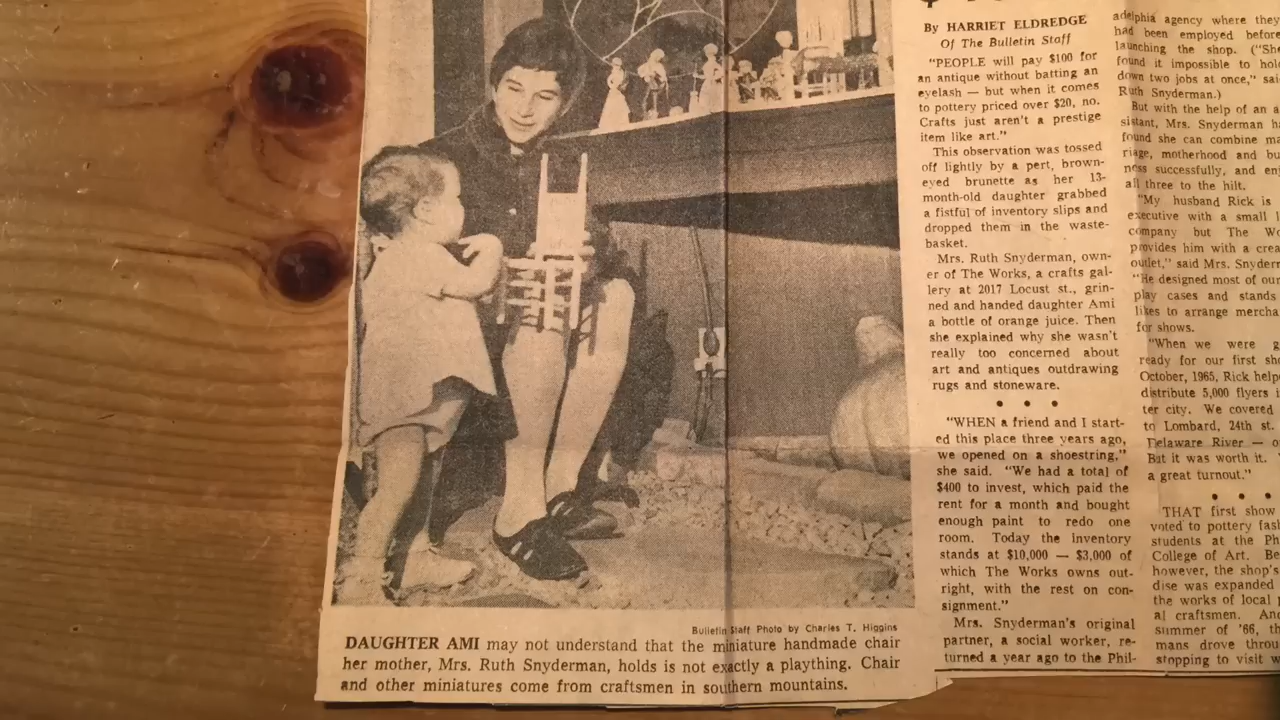 Bulletin Staff Photo by Charles T. Higgins
DAUGHTER AMI may not understand that the miniature handmade chair
her mother, Mrs. Ruth Snyderman, holds is not exactly a plaything. Chair
and other miniatures come from craftsmen in southern mountains.
By HARRIET ELDREDGE
Of The Bulletin Staff
"PEOPLE will pay $100 for
an antique without batting an
eyelash — but when it comes
to pottery priced over $20, no.
Crafts just aren't a prestige
item like art."
This observation was tossed
off lightly by a pert, brown-
eyed brunette as her 13-
month-old daughter grabbed
a fistful of inventory slips and
dropped them in the waste-
basket.
Mrs. Ruth Snyderman, own-
er of The Works, a crafts gal-
lery at 2017 Locust st., grin-
ned and handed daughter Ami
a bottle of orange juice. Then
she explained why she wasn't
really too concerned about
art and antiques outdrawing
rugs and stoneware.
• • •
"WHEN a friend and I start-
ed this place three years ago,
we opened on a shoestring,"
she said. "We had a total of
$400 to invest, which paid the
rent for a month and bought
enough paint to redo one
room. Today the inventory
stands at $10,000 — $3,000 of
which The Works owns out-
right, with the rest on con-
signment."
Mrs. Snyderman's original
partner, a social worker, re-
turned a year ago to the Phil-
adelphia agency where they
had been employed before
launching the shop. ("She
found it impossible to hold
down two jobs at once," sai
Ruth Snyderman.)
But with the help of an a
sistant, Mrs. Snyderman ha
found she can combine ma
riage, motherhood and bu
ness successfully, and enj
all three to the hilt.
"My husband Rick is
executive with a small l
company but The Wo
provides him with a crea
outlet," said Mrs. Snyderm
"He designed most of our
play cases and stands
likes to arrange mercha
for shows.
"When we were g
ready for our first sho
October, 1965, Rick helpe
distribute 5,000 flyers i
ter city. We covered
to Lombard, 24th st.
Delaware River — o
But it was worth it.
a great turnout."
• • •
THAT first show
voted to pottery fash
students at the Ph
College of Art. Be
however, the shop's
dise was expanded
the works of local p
al craftsmen. And
summer of '66, th
mans drove throu
stopping to visit w